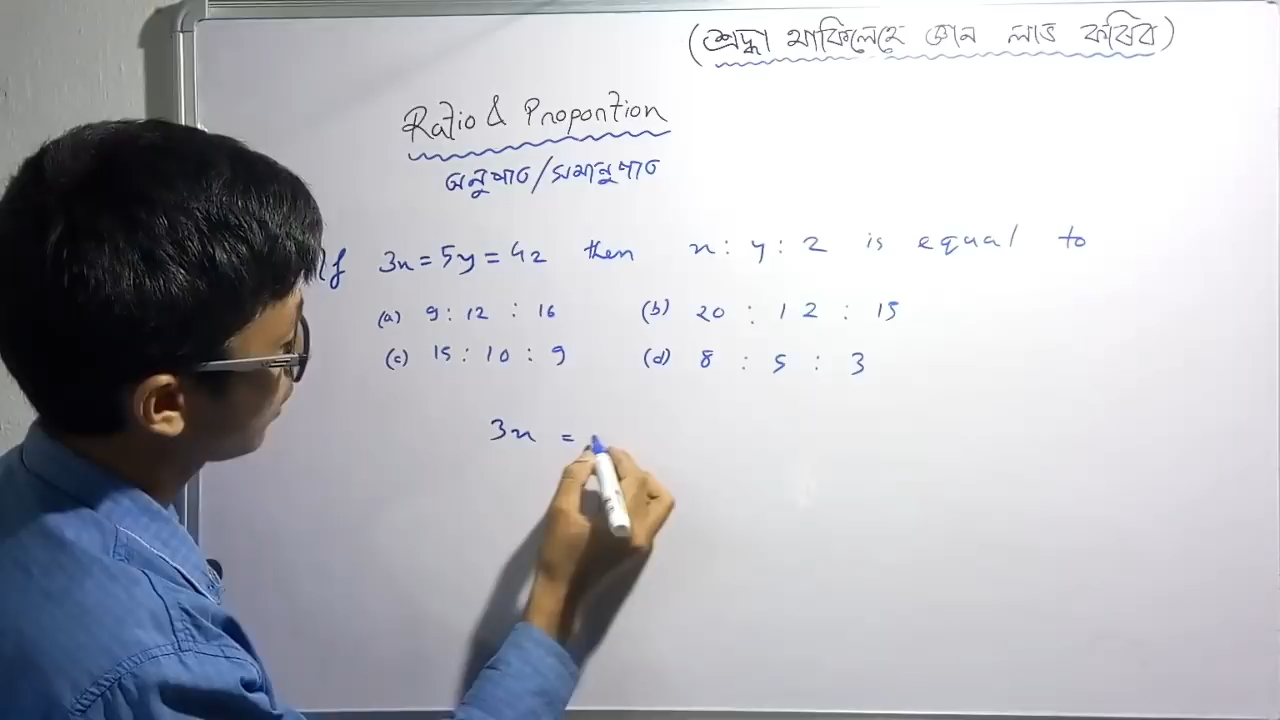 (শ্রদ্ধা থাকিলেহে জ্ঞান লাভ কৰিব)
Ratio & Proportion
অনুপাত/সমানুপাত
If 3x = 5y = 4z then x : y : z is equal to
(a) 9 : 12 : 16 (b) 20 : 12 : 15
(c) 15 : 10 : 9 (d) 8 : 5 : 3
3x =